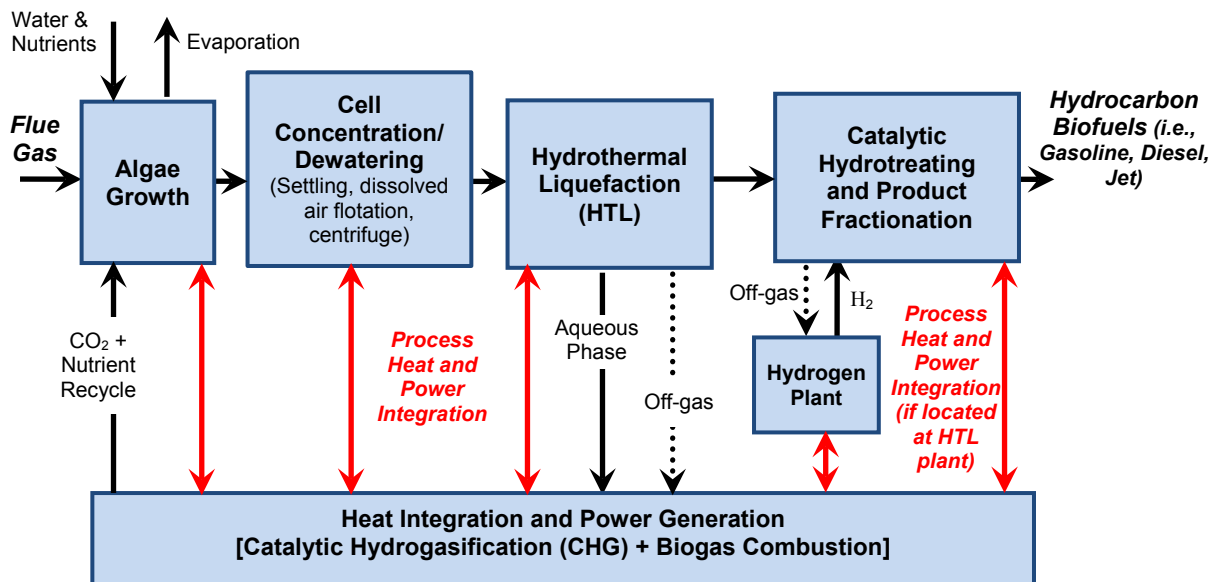 Water &
Nutrients
Evaporation
Flue
Gas
Algae
Growth
Cell
Concentration/
Dewatering
(Settling, dissolved
air flotation,
centrifuge)
Hydrothermal
Liquefaction
(HTL)
Catalytic
Hydrotreating
and Product
Fractionation
Hydrocarbon
Biofuels (i.e.,
Gasoline, Diesel,
Jet)
CO₂ +
Nutrient
Recycle
Process
Heat and
Power
Integration
Aqueous
Phase
Off-gas
Off-gas
H₂
Hydrogen
Plant
Process
Heat and
Power
Integration
(if located
at HTL
plant)
Heat Integration and Power Generation
[Catalytic Hydrogasification (CHG) + Biogas Combustion]